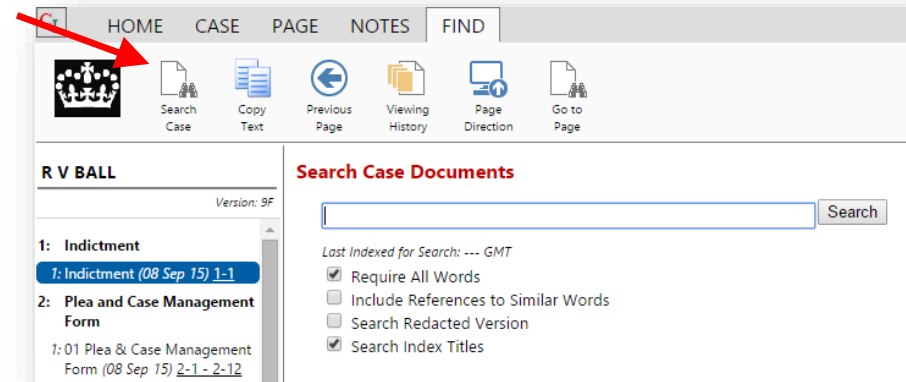 CI HOME CASE PAGE NOTES FIND
Search Case
Copy Text
Previous Page
Viewing History
Page Direction
Go to Page
R V BALL
Version: 9F
1: Indictment
1: Indictment (08 Sep 15) 1-1
2: Plea and Case Management
Form
1: 01 Plea & Case Management
Form (08 Sep 15) 2-1 - 2-12
Search Case Documents
Search
Last Indexed for Search: --- GMT
Require All Words
Include References to Similar Words
Search Redacted Version
Search Index Titles